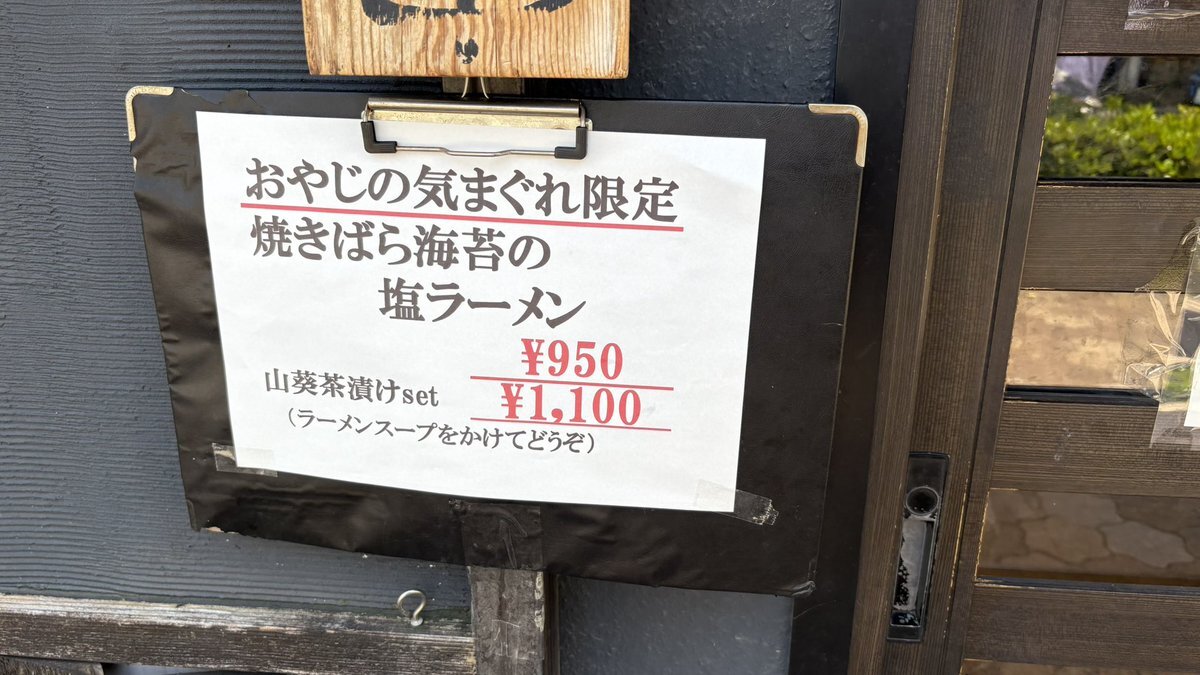 おやじの気まぐれ限定
焼きばら海苔の
塩ラーメン
¥950
山葵茶漬けset ¥1,100
(ラーメンスープをかけてどうぞ)